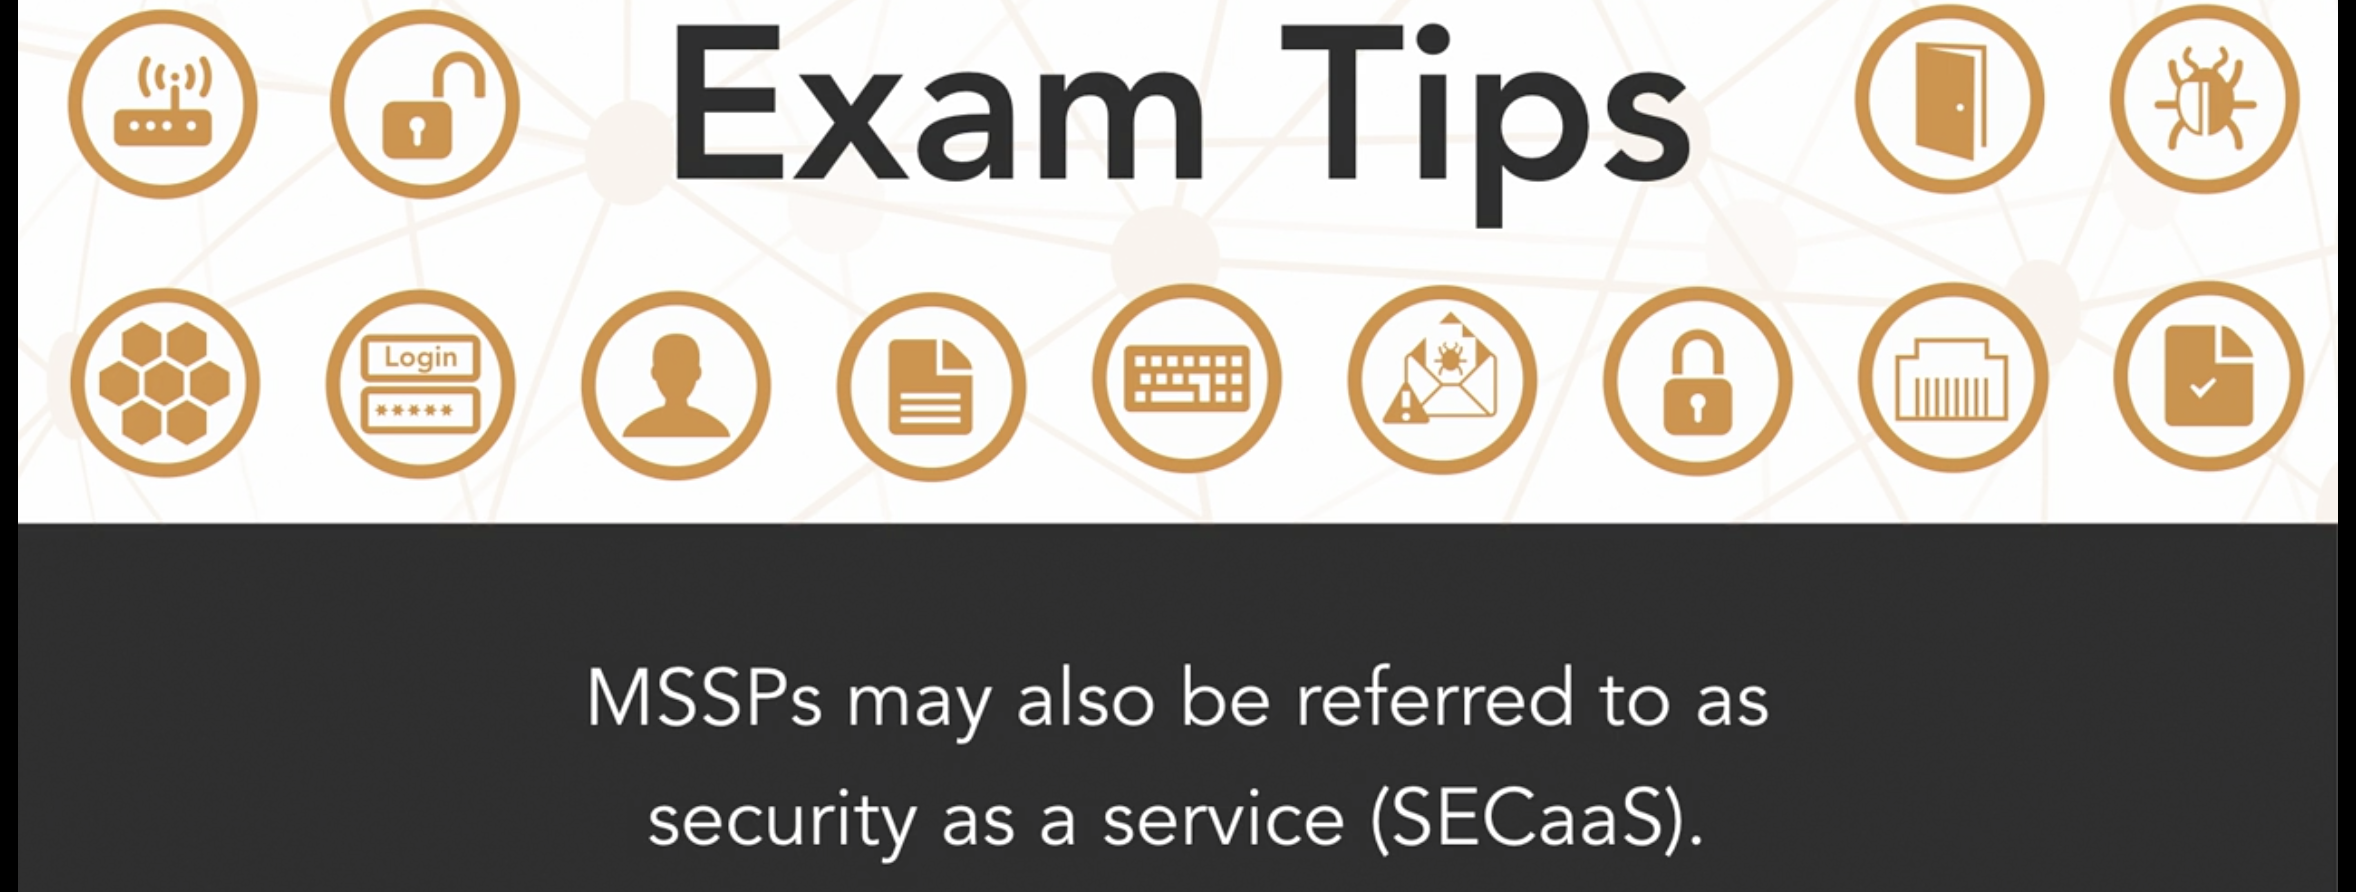 Exam Tips
Login
*****
MSSPs may also be referred to as
security as a service (SECaaS).